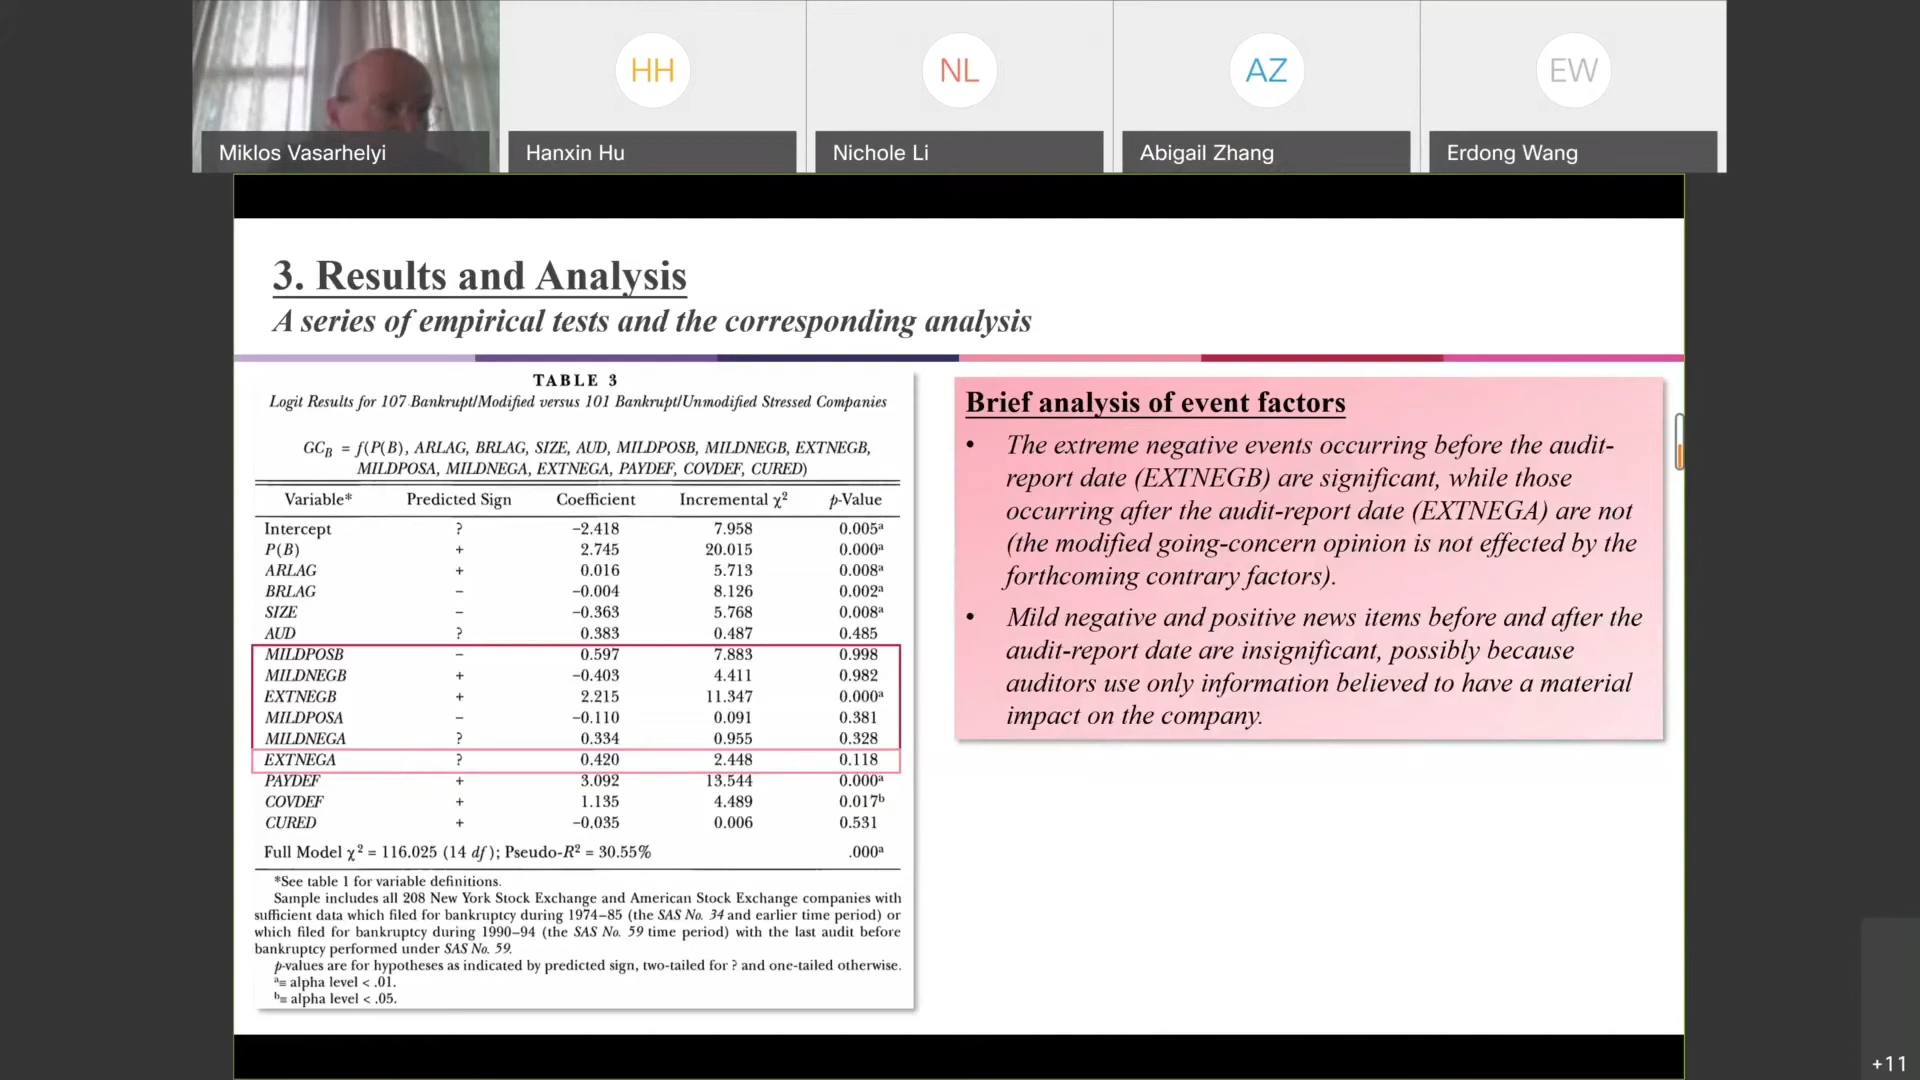 HH
NL
AZ
EW
Miklos Vasarhelyi
Hanxin Hu
Nichole Li
Abigail Zhang
Erdong Wang
3. Results and Analysis
A series of empirical tests and the corresponding analysis
TABLE 3
Logit Results for 107 Bankrupt/Modified versus 101 Bankrupt/Unmodified Stressed Companies
GC_B = f(P(B), ARLAG, BRLAG, SIZE, AUD, MILDPOSB, MILDNEGB, EXTNEGB,
MILDPOSA, MILDNEGA, EXTNEGA, PAYDEF, COVDEF, CURED)
Variable* Predicted Sign Coefficient Incremental χ² p-Value
Intercept ? −2.418 7.958 0.005ᵃ
P(B) + 2.745 20.015 0.000ᵃ
ARLAG + 0.016 5.713 0.008ᵃ
BRLAG − −0.004 8.126 0.002ᵃ
SIZE − −0.363 5.768 0.008ᵃ
AUD ? 0.383 0.487 0.485
MILDPOSB − 0.597 7.883 0.998
MILDNEGB + −0.403 4.411 0.982
EXTNEGB + 2.215 11.347 0.000ᵃ
MILDPOSA − −0.110 0.091 0.381
MILDNEGA ? 0.334 0.955 0.328
EXTNEGA ? 0.420 2.448 0.118
PAYDEF + 3.092 13.544 0.000ᵃ
COVDEF + 1.135 4.489 0.017ᵇ
CURED + −0.035 0.006 0.531
Full Model χ² = 116.025 (14 df); Pseudo-R² = 30.55% .000ᵃ
*See table 1 for variable definitions.
Sample includes all 208 New York Stock Exchange and American Stock Exchange companies with
sufficient data which filed for bankruptcy during 1974–85 (the SAS No. 34 and earlier time period) or
which filed for bankruptcy during 1990–94 (the SAS No. 59 time period) with the last audit before
bankruptcy performed under SAS No. 59.
p-values are for hypotheses as indicated by predicted sign, two-tailed for ? and one-tailed otherwise.
ᵃ= alpha level < .01.
ᵇ= alpha level < .05.
Brief analysis of event factors
• The extreme negative events occurring before the audit-
report date (EXTNEGB) are significant, while those
occurring after the audit-report date (EXTNEGA) are not
(the modified going-concern opinion is not effected by the
forthcoming contrary factors).
• Mild negative and positive news items before and after the
audit-report date are insignificant, possibly because
auditors use only information believed to have a material
impact on the company.
+11